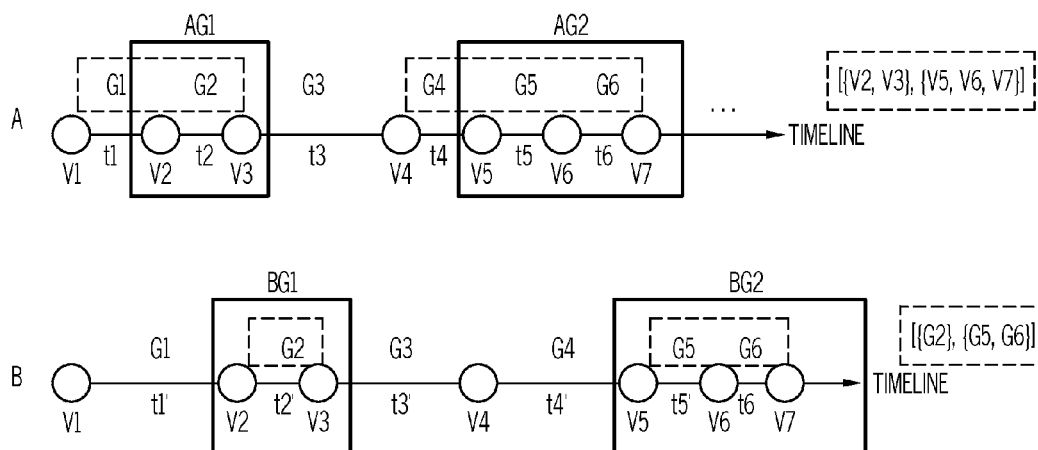 AG1 AG2
G1 G2 G3 G4 G5 G6 [{V2, V3}, {V5, V6, V7}]
A ... TIMELINE
t1 t2 t3 t4 t5 t6
V1 V2 V3 V4 V5 V6 V7
BG1 BG2
G1 G2 G3 G4 G5 G6 [{G2}, {G5, G6}]
B TIMELINE
t1' t2' t3' t4' t5' t6
V1 V2 V3 V4 V5 V6 V7